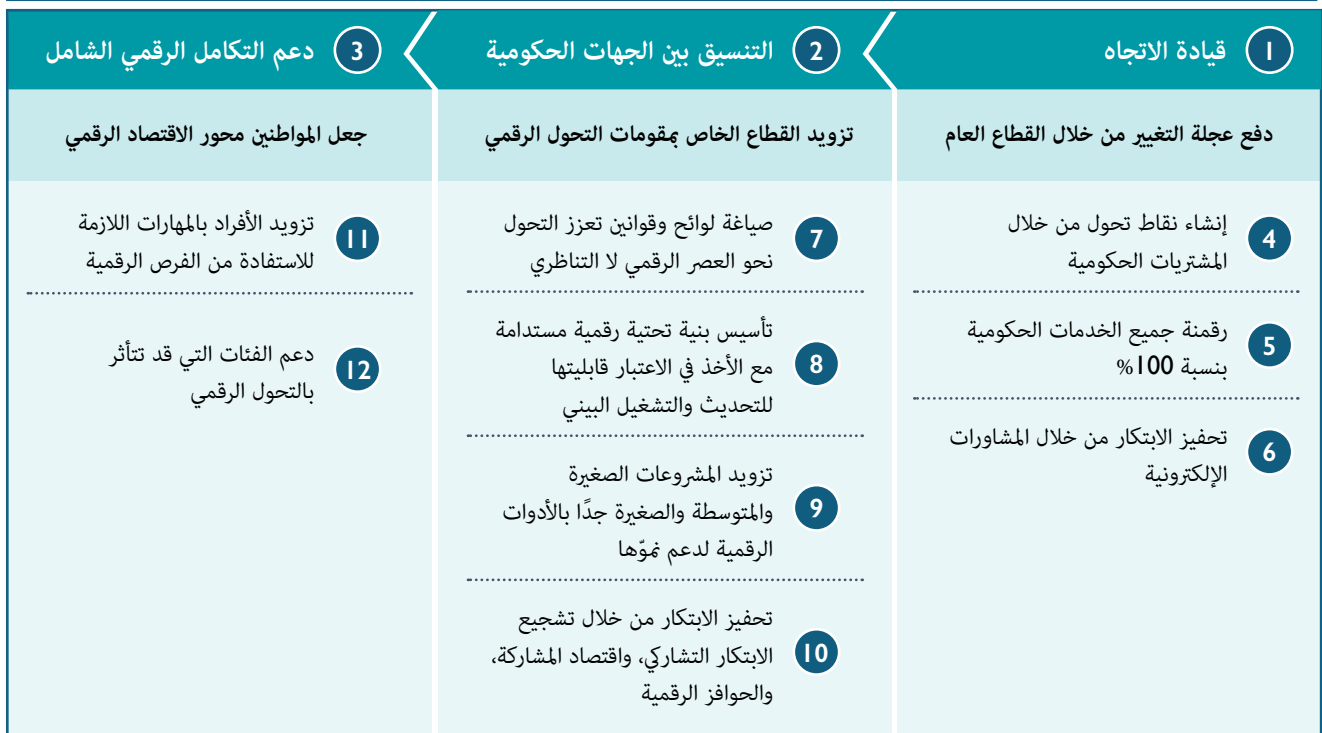 1 قيادة الاتجاه
2 التنسيق بين الجهات الحكومية
3 دعم التكامل الرقمي الشامل
دفع عجلة التغيير من خلال القطاع العام
تزويد القطاع الخاص بمقومات التحول الرقمي
جعل المواطنين محور الاقتصاد الرقمي
4 إنشاء نقاط تحول من خلال
المشتريات الحكومية
5 رقمنة جميع الخدمات الحكومية
بنسبة 100%
6 تحفيز الابتكار من خلال المشاورات
الإلكترونية
7 صياغة لوائح وقوانين تعزز التحول
نحو العصر الرقمي لا التناظري
8 تأسيس بنية تحتية رقمية مستدامة
مع الأخذ في الاعتبار قابليتها
للتحديث والتشغيل البيني
9 تزويد المشروعات الصغيرة
والمتوسطة والصغيرة جدًا بالأدوات
الرقمية لدعم نموّها
10 تحفيز الابتكار من خلال تشجيع
الابتكار التشاركي، واقتصاد المشاركة،
والحوافز الرقمية
11 تزويد الأفراد بالمهارات اللازمة
للاستفادة من الفرص الرقمية
12 دعم الفئات التي قد تتأثر
بالتحول الرقمي